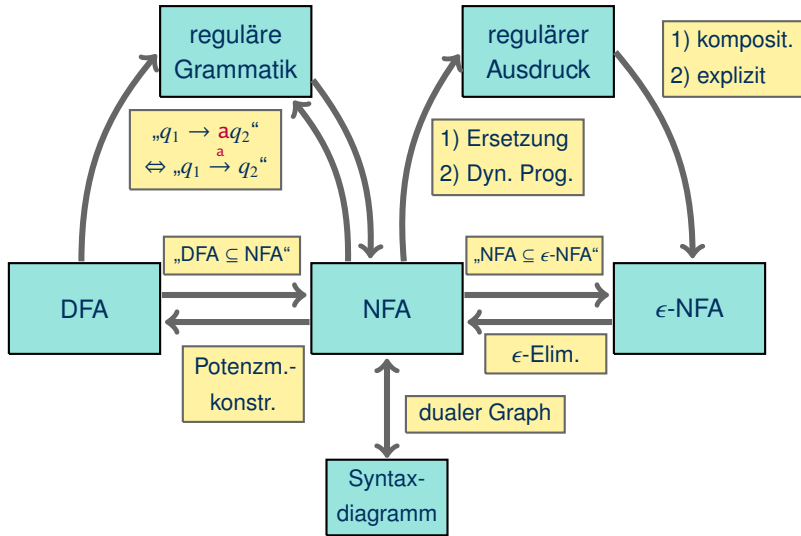 reguläre
Grammatik
regulärer
Ausdruck
1) komposit.
2) explizit
„q₁ → aq₂“
⇔ „q₁ →ᵃ q₂“
1) Ersetzung
2) Dyn. Prog.
„DFA ⊆ NFA“
„NFA ⊆ ϵ-NFA“
DFA
NFA
ϵ-NFA
Potenzm.-
konstr.
ϵ-Elim.
dualer Graph
Syntax-
diagramm